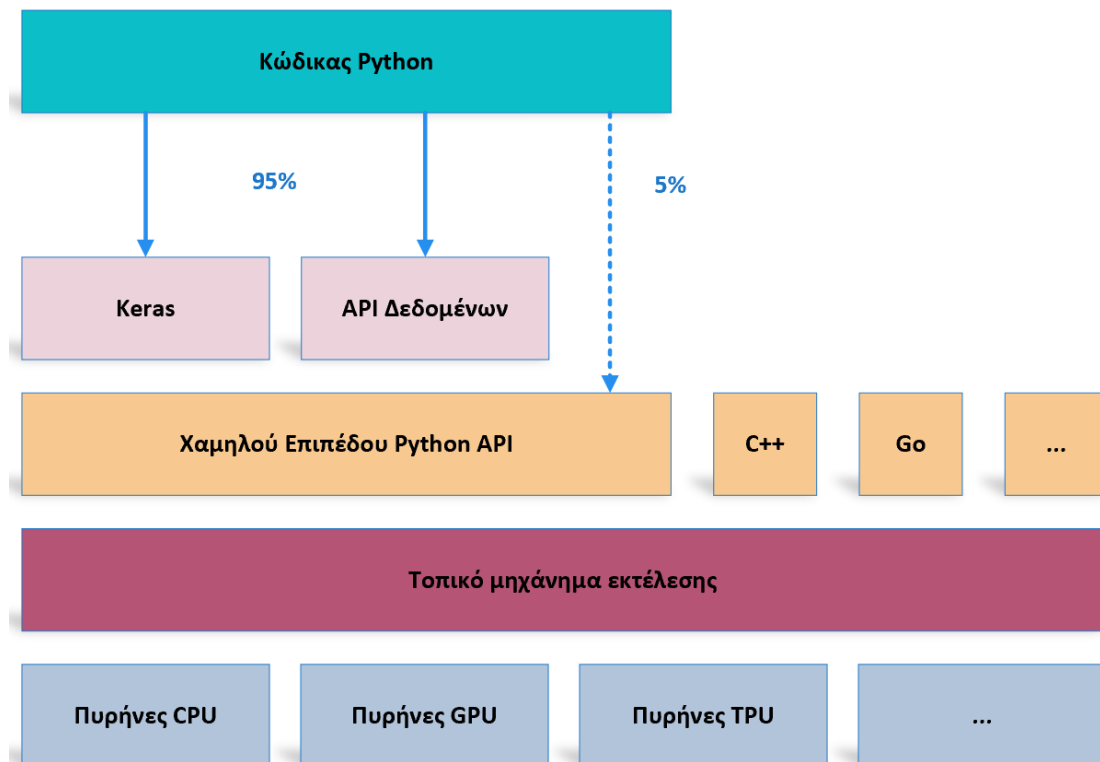 Κώδικας Python
95%
5%
Keras
API Δεδομένων
Χαμηλού Επιπέδου Python API
C++
Go
...
Τοπικό μηχάνημα εκτέλεσης
Πυρήνες CPU
Πυρήνες GPU
Πυρήνες TPU
...